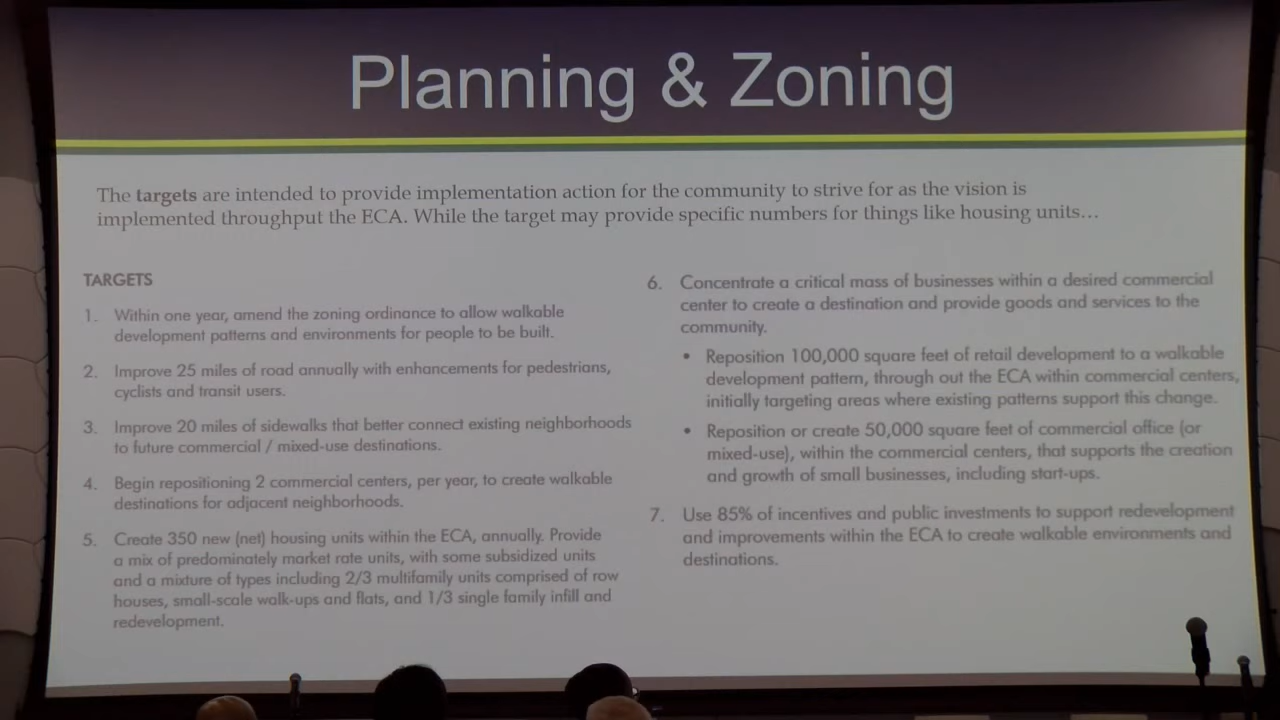 Planning & Zoning
The targets are intended to provide implementation action for the community to strive for as the vision is
implemented throughput the ECA. While the target may provide specific numbers for things like housing units…
TARGETS
1. Within one year, amend the zoning ordinance to allow walkable
development patterns and environments for people to be built.
2. Improve 25 miles of road annually with enhancements for pedestrians,
cyclists and transit users.
3. Improve 20 miles of sidewalks that better connect existing neighborhoods
to future commercial / mixed-use destinations.
4. Begin repositioning 2 commercial centers, per year, to create walkable
destinations for adjacent neighborhoods.
5. Create 350 new (net) housing units within the ECA, annually. Provide
a mix of predominately market rate units, with some subsidized units
and a mixture of types including 2/3 multifamily units comprised of row
houses, small-scale walk-ups and flats, and 1/3 single family infill and
redevelopment.
6. Concentrate a critical mass of businesses within a desired commercial
center to create a destination and provide goods and services to the
community.
• Reposition 100,000 square feet of retail development to a walkable
development pattern, through out the ECA within commercial centers,
initially targeting areas where existing patterns support this change.
• Reposition or create 50,000 square feet of commercial office (or
mixed-use), within the commercial centers, that supports the creation
and growth of small businesses, including start-ups.
7. Use 85% of incentives and public investments to support redevelopment
and improvements within the ECA to create walkable environments and
destinations.